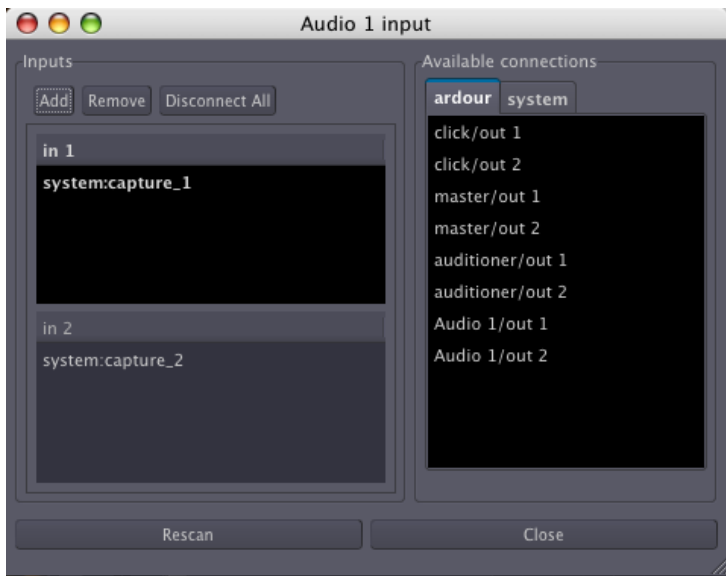 Audio 1 input
Inputs
Add Remove Disconnect All
in 1
system:capture_1
in 2
system:capture_2
Available connections
ardour system
click/out 1
click/out 2
master/out 1
master/out 2
auditioner/out 1
auditioner/out 2
Audio 1/out 1
Audio 1/out 2
Rescan
Close